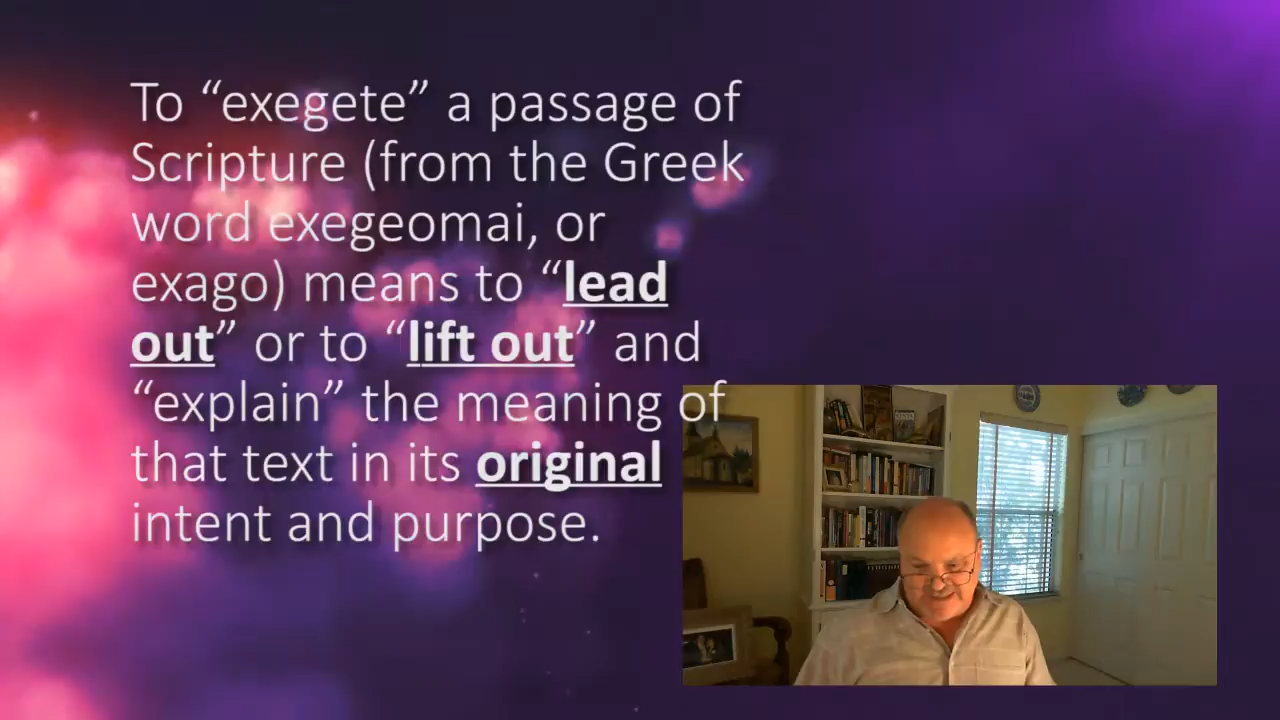 To “exegete” a passage of
Scripture (from the Greek
word exegeomai, or
exago) means to “lead
out” or to “lift out” and
“explain” the meaning of
that text in its original
intent and purpose.